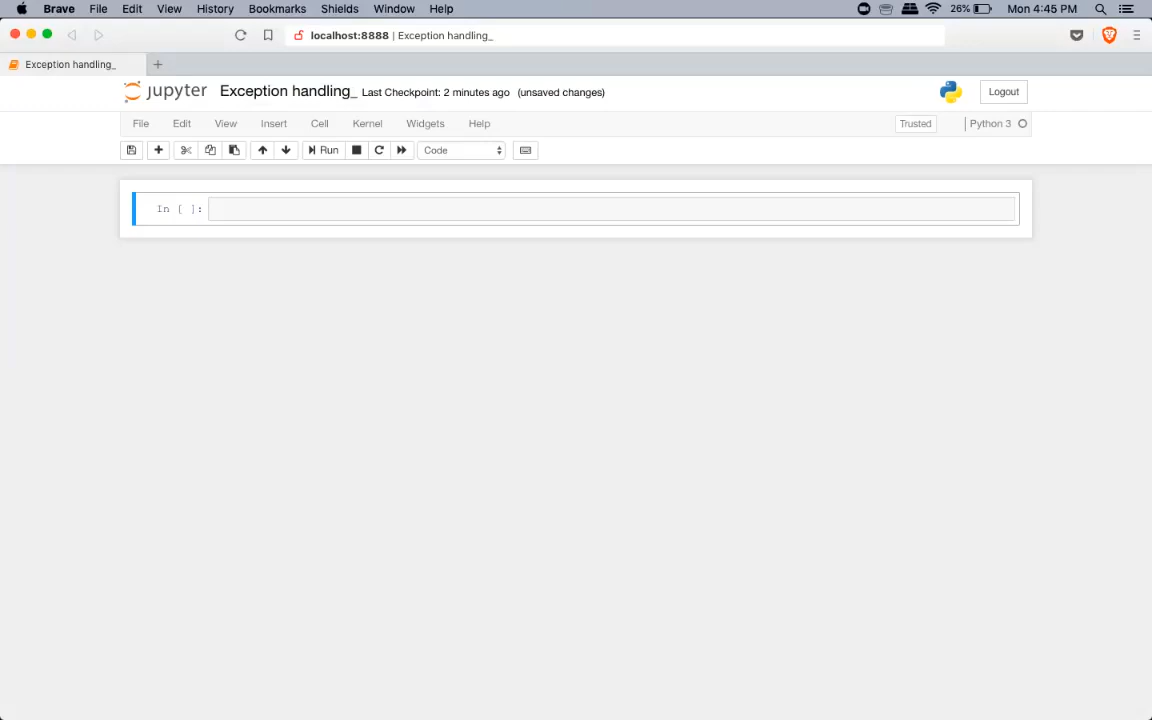 Brave File Edit View History Bookmarks Shields Window Help 26% Mon 4:45 PM
localhost:8888 | Exception handling_
Exception handling_
jupyter Exception handling_ Last Checkpoint: 2 minutes ago (unsaved changes) Logout
File Edit View Insert Cell Kernel Widgets Help Trusted Python 3
Run Code
In [ ]: